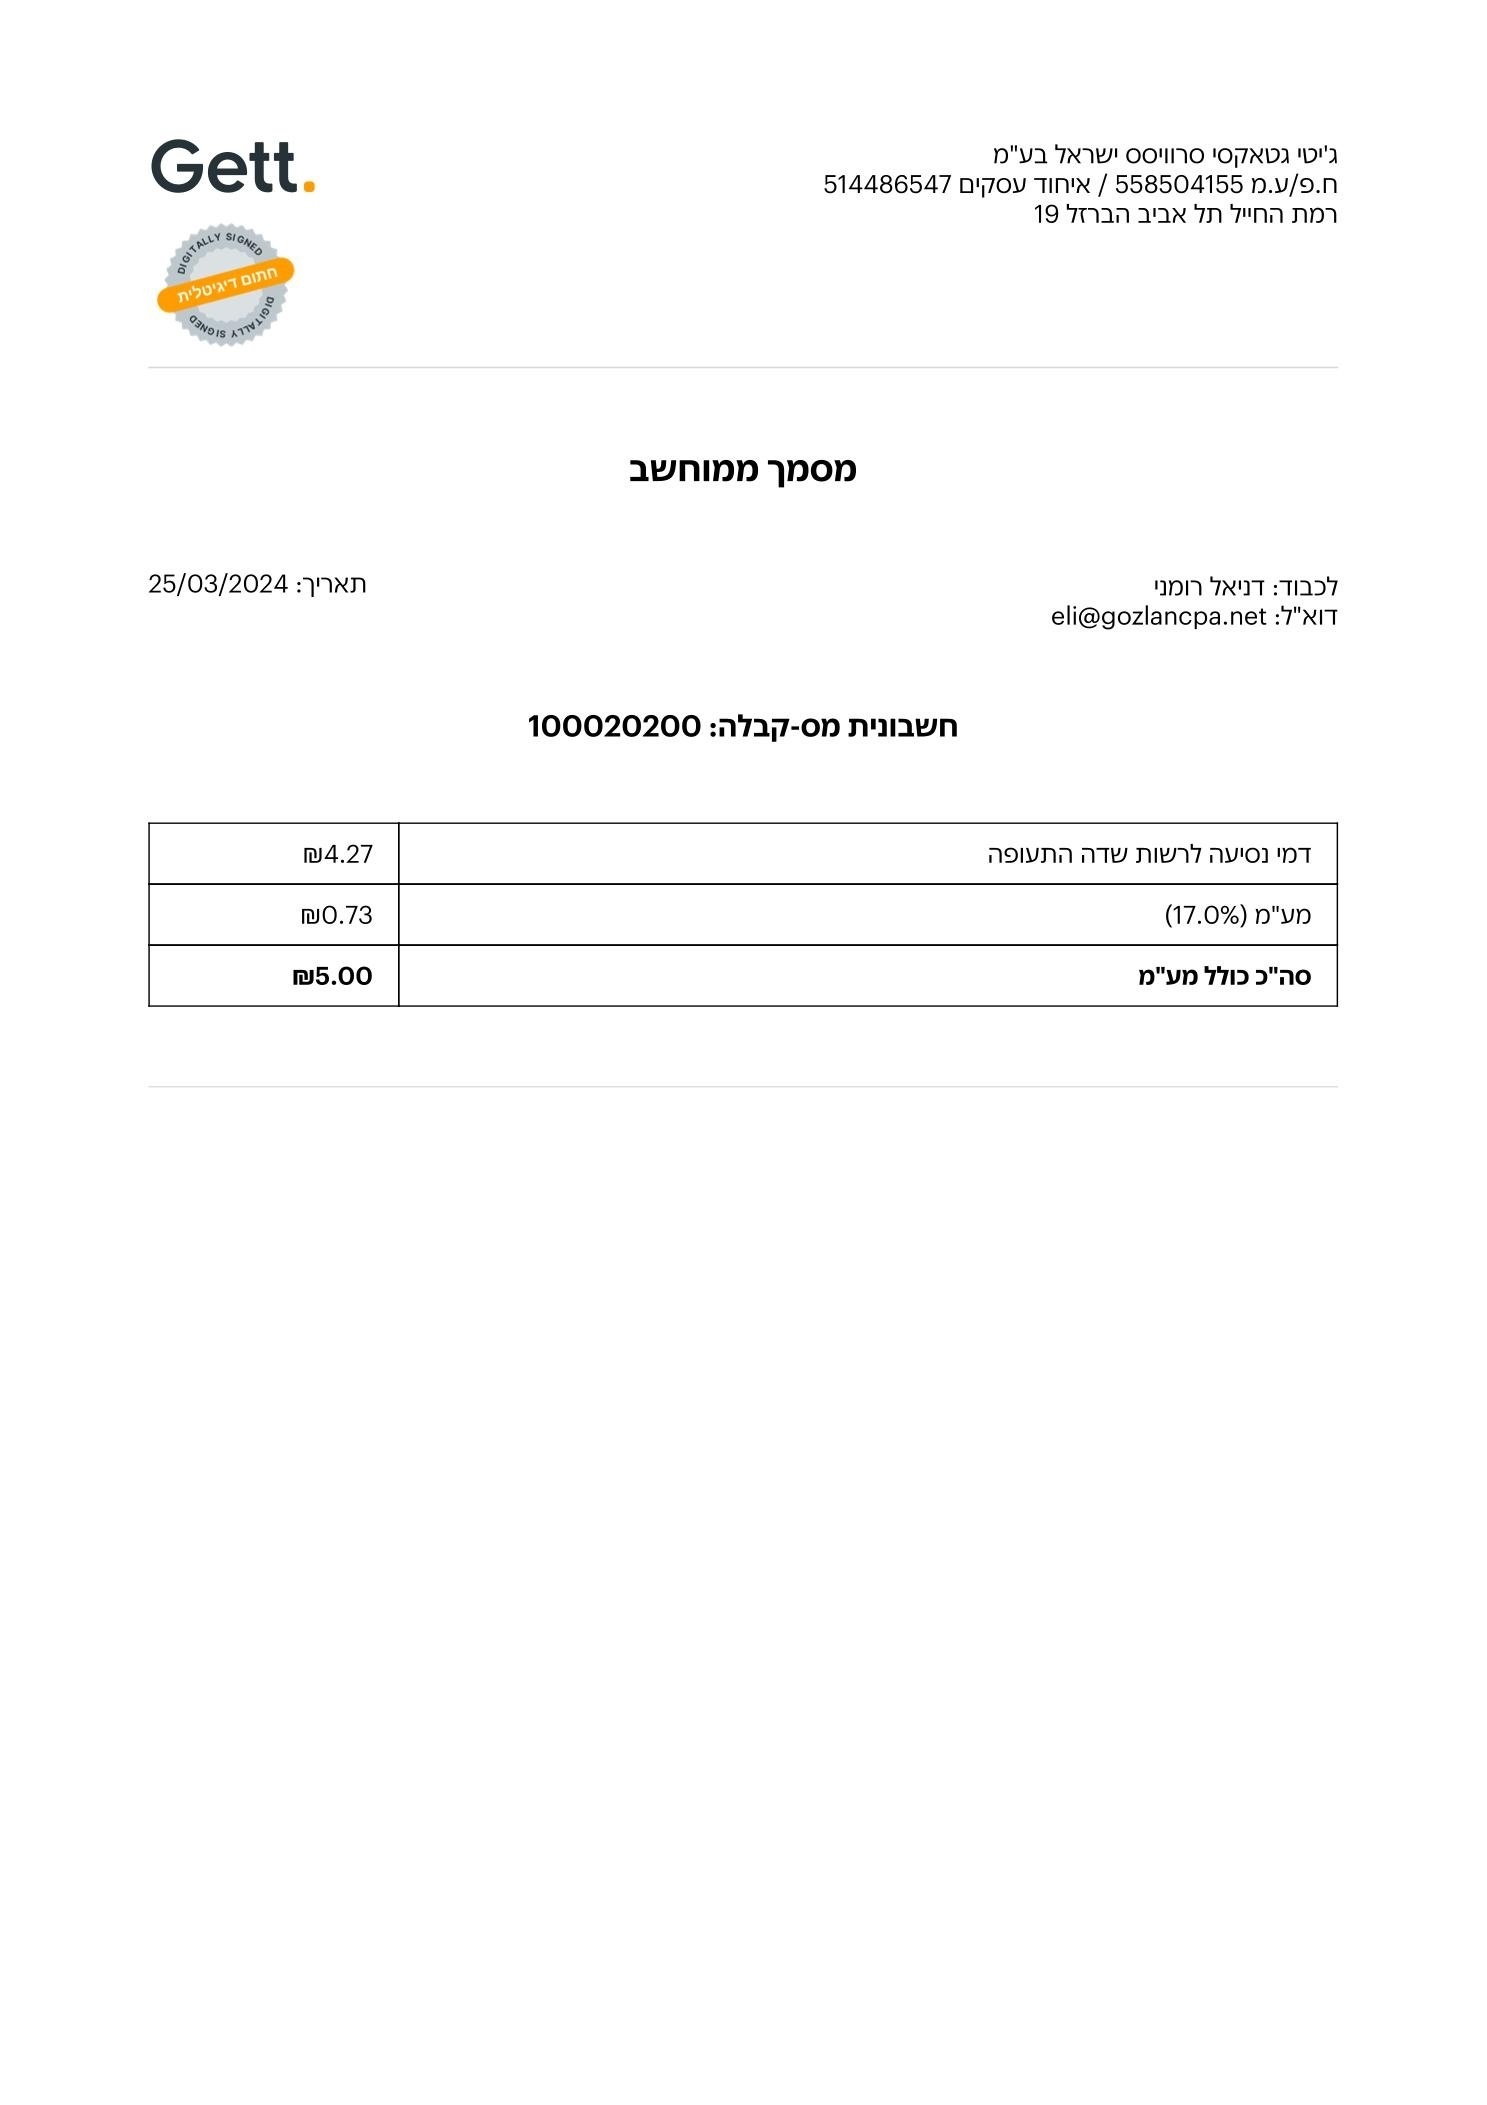 Gett.
ג'יטי גטאקסי סרוויסס ישראל בע"מ
ח.פ/ע.מ 558504155 / איחוד עסקים 514486547
רמת החייל תל אביב הברזל 19
DIGITALLY SIGNED
חתום דיגיטלית
DIGITALLY SIGNED
מסמך ממוחשב
לכבוד: דניאל רומני
תאריך: 25/03/2024
דוא"ל: eli@gozlancpa.net
חשבונית מס-קבלה: 100020200
דמי נסיעה לרשות שדה התעופה ₪4.27
מע"מ (17.0%) ₪0.73
סה"כ כולל מע"מ ₪5.00